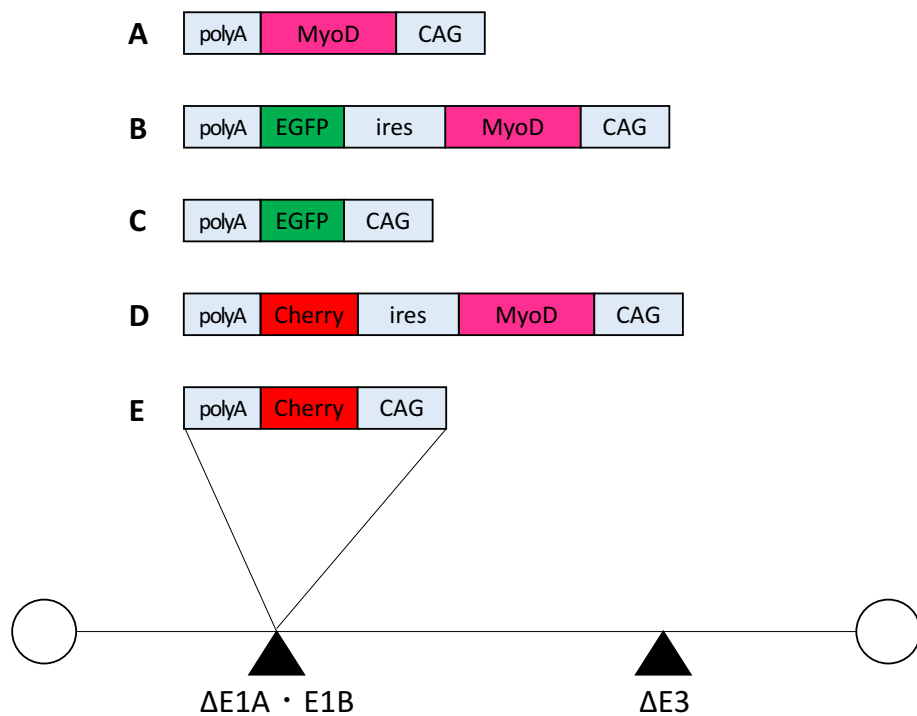 A polyA MyoD CAG
B polyA EGFP ires MyoD CAG
C polyA EGFP CAG
D polyA Cherry ires MyoD CAG
E polyA Cherry CAG
ΔE1A・E1B ΔE3